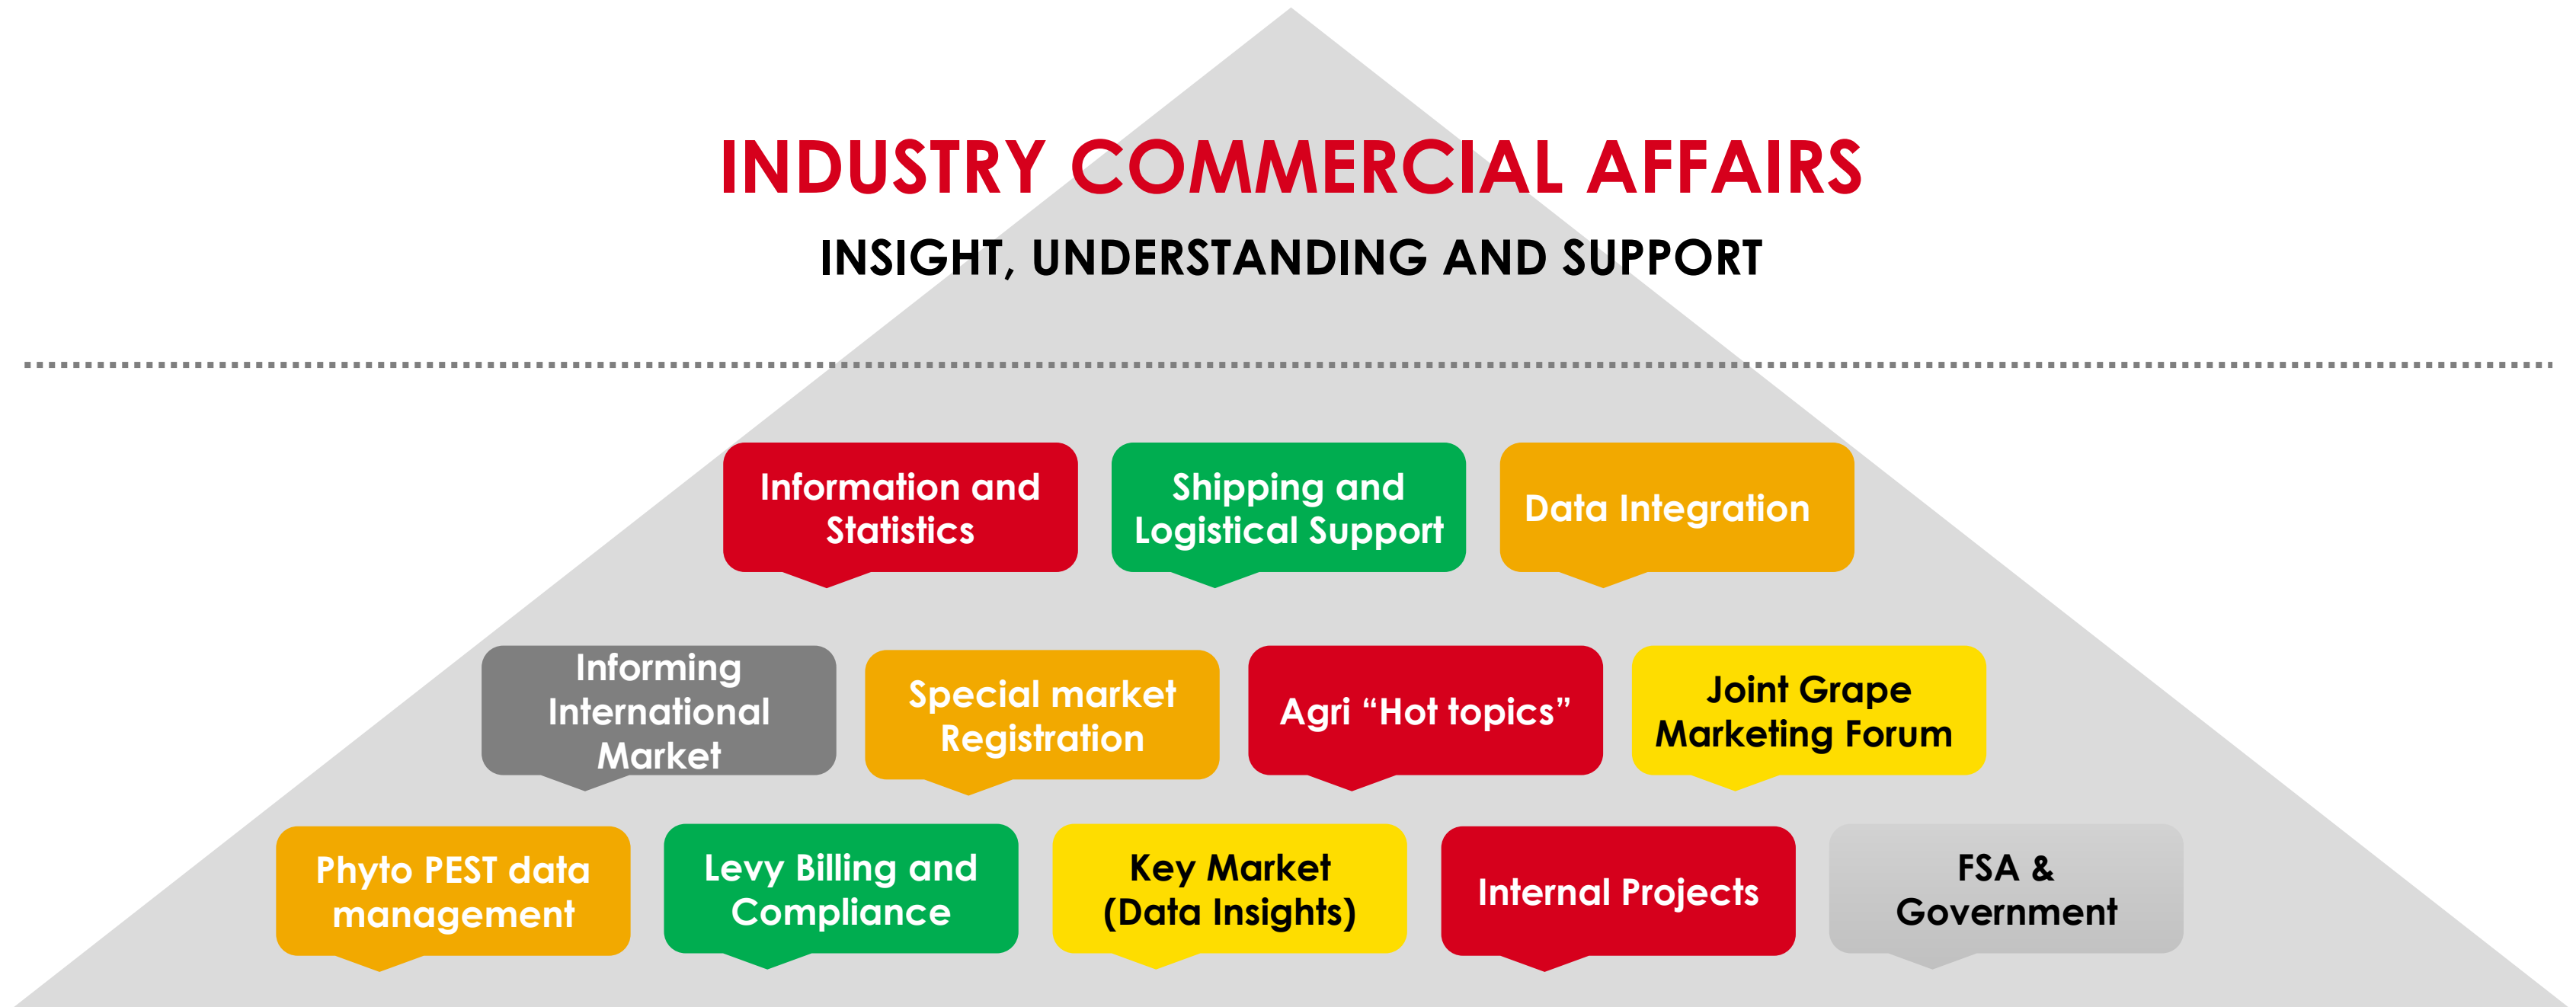 INDUSTRY COMMERCIAL AFFAIRS
INSIGHT, UNDERSTANDING AND SUPPORT
Information and
Statistics
Shipping and
Logistical Support
Data Integration
Informing
International
Market
Special market
Registration
Agri “Hot topics”
Joint Grape
Marketing Forum
Phyto PEST data
management
Levy Billing and
Compliance
Key Market
(Data Insights)
Internal Projects
FSA &
Government